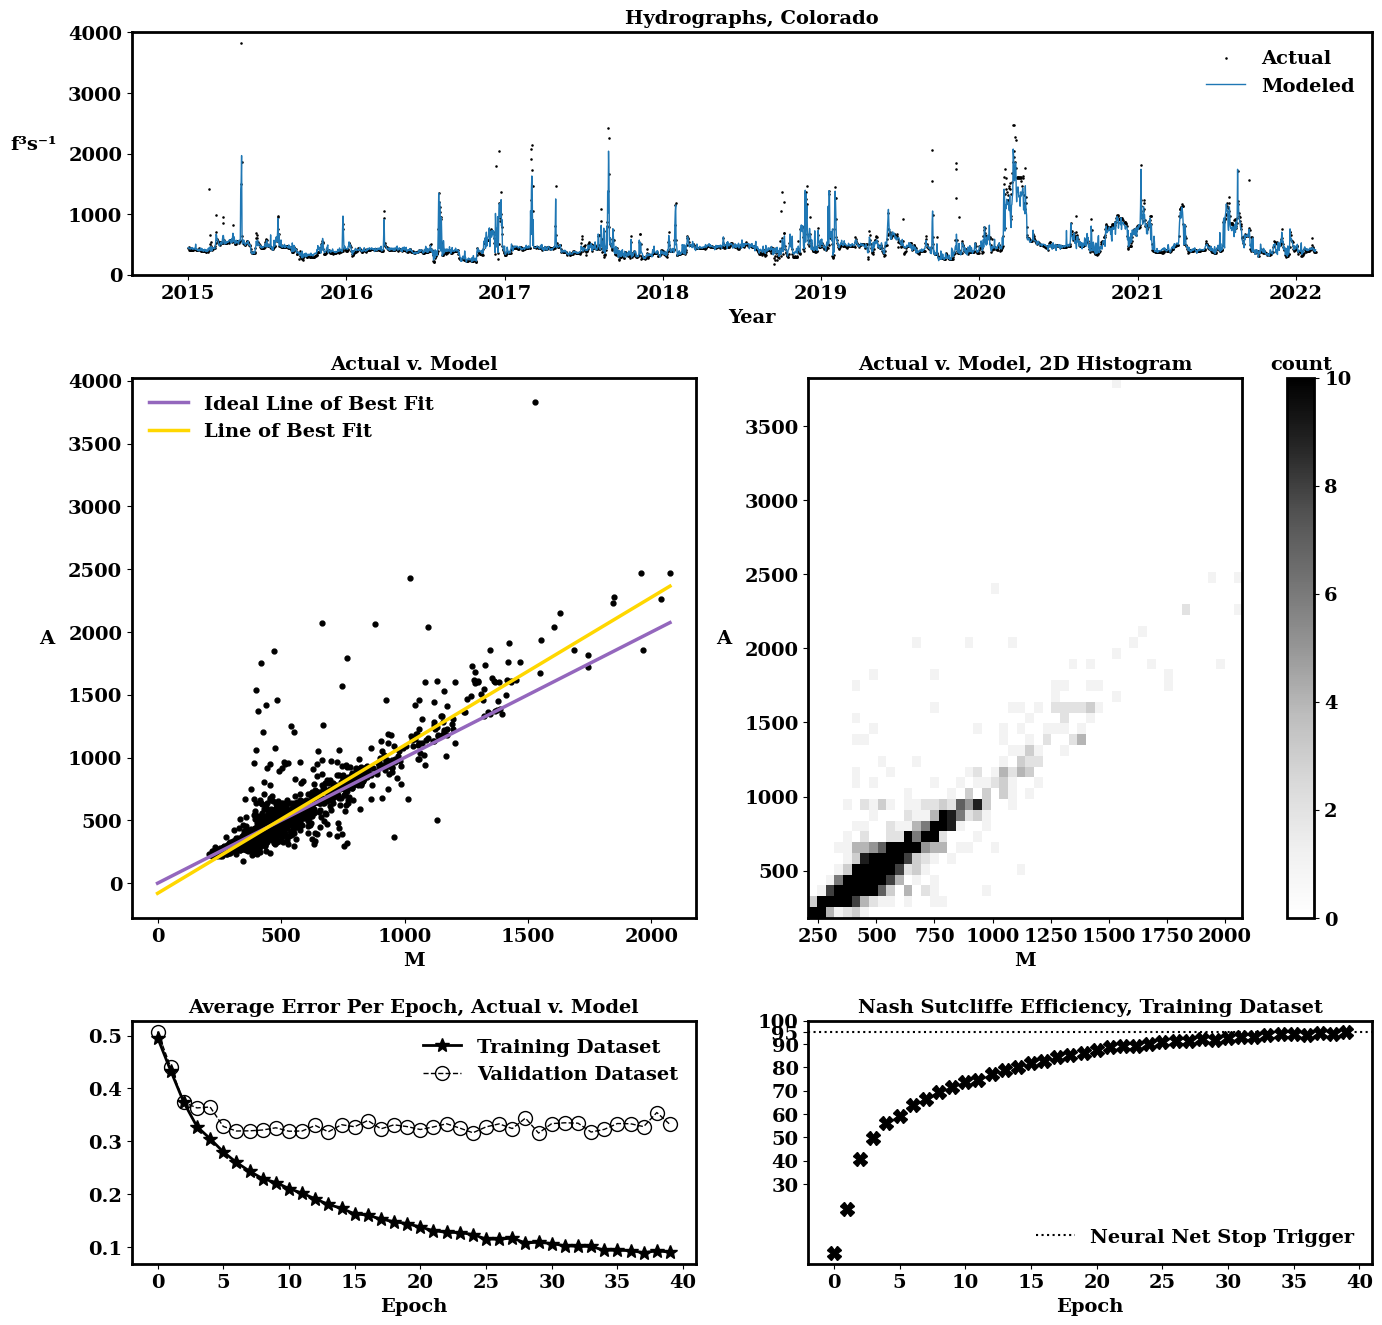 Hydrographs, Colorado
4000
3000
2000
1000
0
f³s⁻¹
Actual
Modeled
2015 2016 2017 2018 2019 2020 2021 2022
Year
Actual v. Model
4000
3500
3000
2500
2000
1500
1000
500
0
A
Ideal Line of Best Fit
Line of Best Fit
0 500 1000 1500 2000
M
Actual v. Model, 2D Histogram
3500
3000
2500
2000
1500
1000
500
A
250 500 750 1000 1250 1500 1750 2000
M
count
10
8
6
4
2
0
Average Error Per Epoch, Actual v. Model
0.5
0.4
0.3
0.2
0.1
Training Dataset
Validation Dataset
0 5 10 15 20 25 30 35 40
Epoch
Nash Sutcliffe Efficiency, Training Dataset
100
95
90
80
70
60
50
40
30
Neural Net Stop Trigger
0 5 10 15 20 25 30 35 40
Epoch